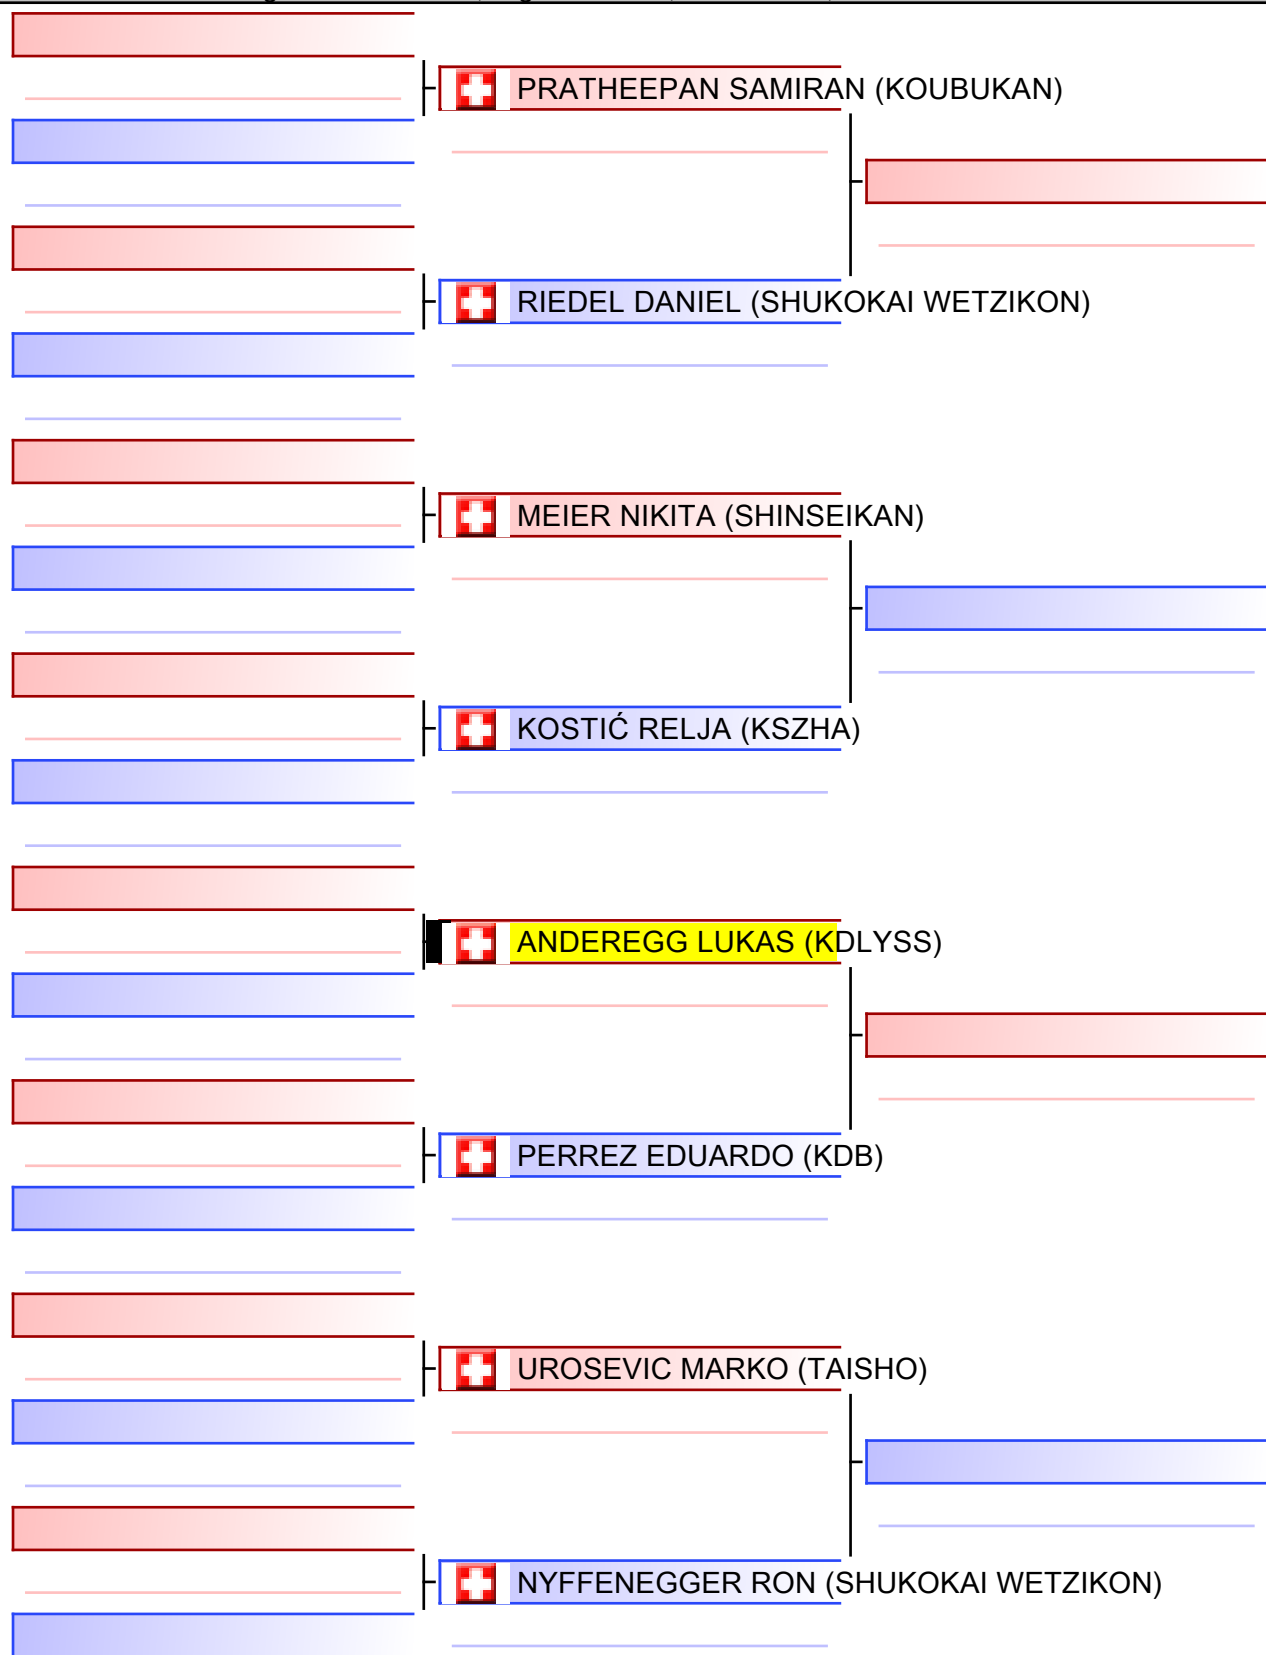 PRATHEEPAN SAMIRAN (KOUBUKAN)
RIEDEL DANIEL (SHUKOKAI WETZIKON)
MEIER NIKITA (SHINSEIKAN)
KOSTIĆ RELJA (KSZHA)
ANDEREGG LUKAS (KDLYSS)
PERREZ EDUARDO (KDB)
UROSEVIC MARKO (TAISHO)
NYFFENEGGER RON (SHUKOKAI WETZIKON)